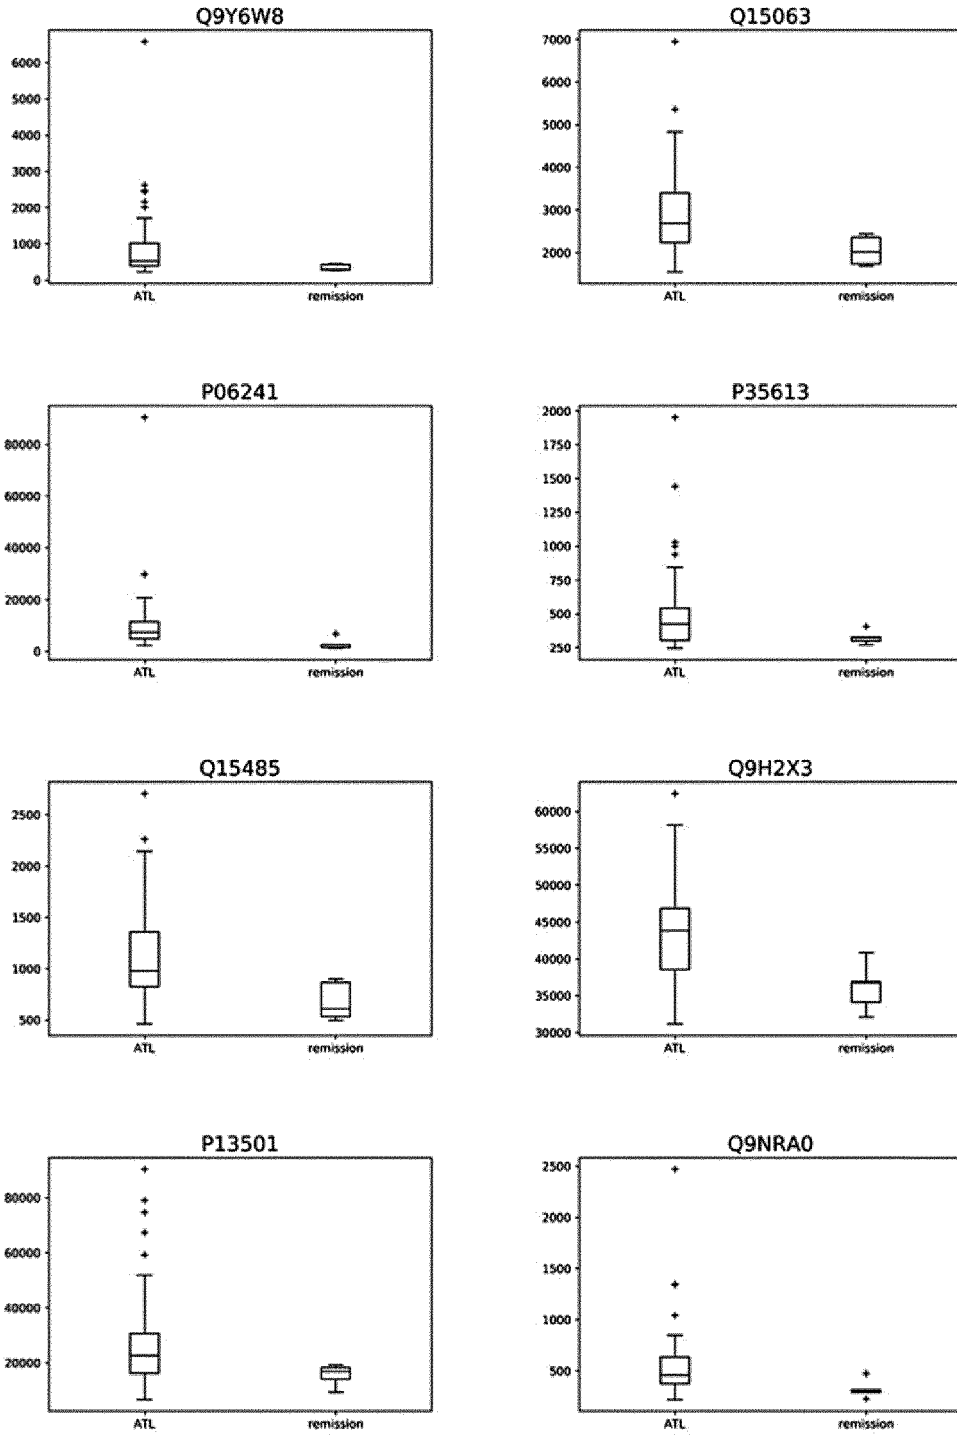 Q9Y6W8
6000
5000
4000
3000
2000
1000
0
ATL
remission
Q15063
7000
6000
5000
4000
3000
2000
ATL
remission
P06241
80000
60000
40000
20000
0
ATL
remission
P35613
2000
1750
1500
1250
1000
750
500
250
ATL
remission
Q15485
2500
2000
1500
1000
500
ATL
remission
Q9H2X3
60000
55000
50000
45000
40000
35000
30000
ATL
remission
P13501
80000
60000
40000
20000
ATL
remission
Q9NRA0
2500
2000
1500
1000
500
ATL
remission